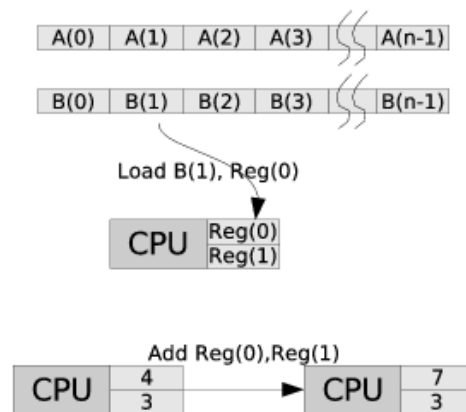 A(0) A(1) A(2) A(3) A(n-1)
B(0) B(1) B(2) B(3) B(n-1)
Load B(1), Reg(0)
CPU Reg(0)
Reg(1)
Add Reg(0),Reg(1)
CPU 4 CPU 7
3 3